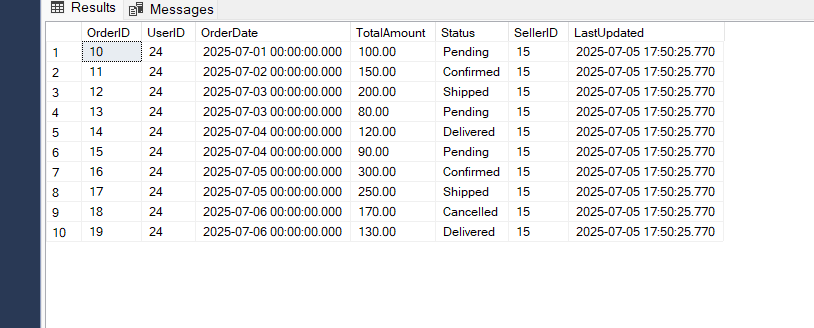 Results Messages
OrderID UserID OrderDate TotalAmount Status SellerID LastUpdated
1 10 24 2025-07-01 00:00:00.000 100.00 Pending 15 2025-07-05 17:50:25.770
2 11 24 2025-07-02 00:00:00.000 150.00 Confirmed 15 2025-07-05 17:50:25.770
3 12 24 2025-07-03 00:00:00.000 200.00 Shipped 15 2025-07-05 17:50:25.770
4 13 24 2025-07-03 00:00:00.000 80.00 Pending 15 2025-07-05 17:50:25.770
5 14 24 2025-07-04 00:00:00.000 120.00 Delivered 15 2025-07-05 17:50:25.770
6 15 24 2025-07-04 00:00:00.000 90.00 Pending 15 2025-07-05 17:50:25.770
7 16 24 2025-07-05 00:00:00.000 300.00 Confirmed 15 2025-07-05 17:50:25.770
8 17 24 2025-07-05 00:00:00.000 250.00 Shipped 15 2025-07-05 17:50:25.770
9 18 24 2025-07-06 00:00:00.000 170.00 Cancelled 15 2025-07-05 17:50:25.770
10 19 24 2025-07-06 00:00:00.000 130.00 Delivered 15 2025-07-05 17:50:25.770